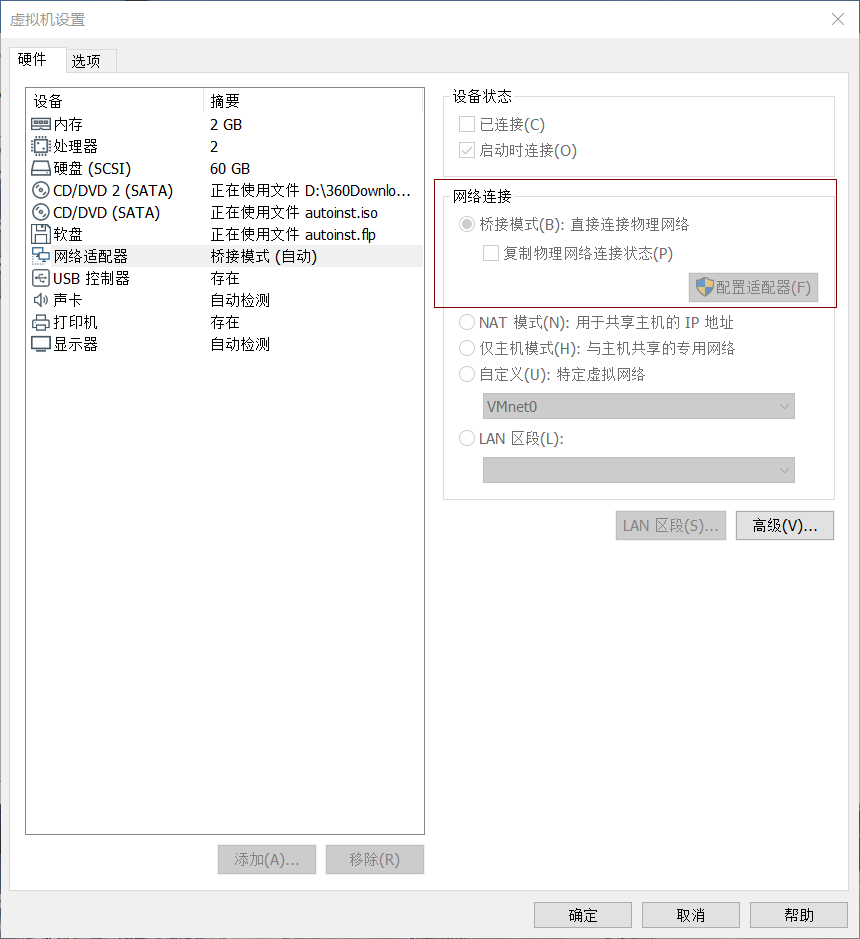 虚拟机设置
硬件
选项
设备 摘要
内存 2 GB
处理器 2
硬盘 (SCSI) 60 GB
CD/DVD 2 (SATA) 正在使用文件 D:\360Downlo...
CD/DVD (SATA) 正在使用文件 autoinst.iso
软盘 正在使用文件 autoinst.flp
网络适配器 桥接模式 (自动)
USB 控制器 存在
声卡 自动检测
打印机 存在
显示器 自动检测
添加(A)...
移除(R)
设备状态
已连接(C)
启动时连接(O)
网络连接
桥接模式(B): 直接连接物理网络
复制物理网络连接状态(P)
配置适配器(F)
NAT 模式(N): 用于共享主机的 IP 地址
仅主机模式(H): 与主机共享的专用网络
自定义(U): 特定虚拟网络
VMnet0
LAN 区段(L):
LAN 区段(S)...
高级(V)...
确定
取消
帮助